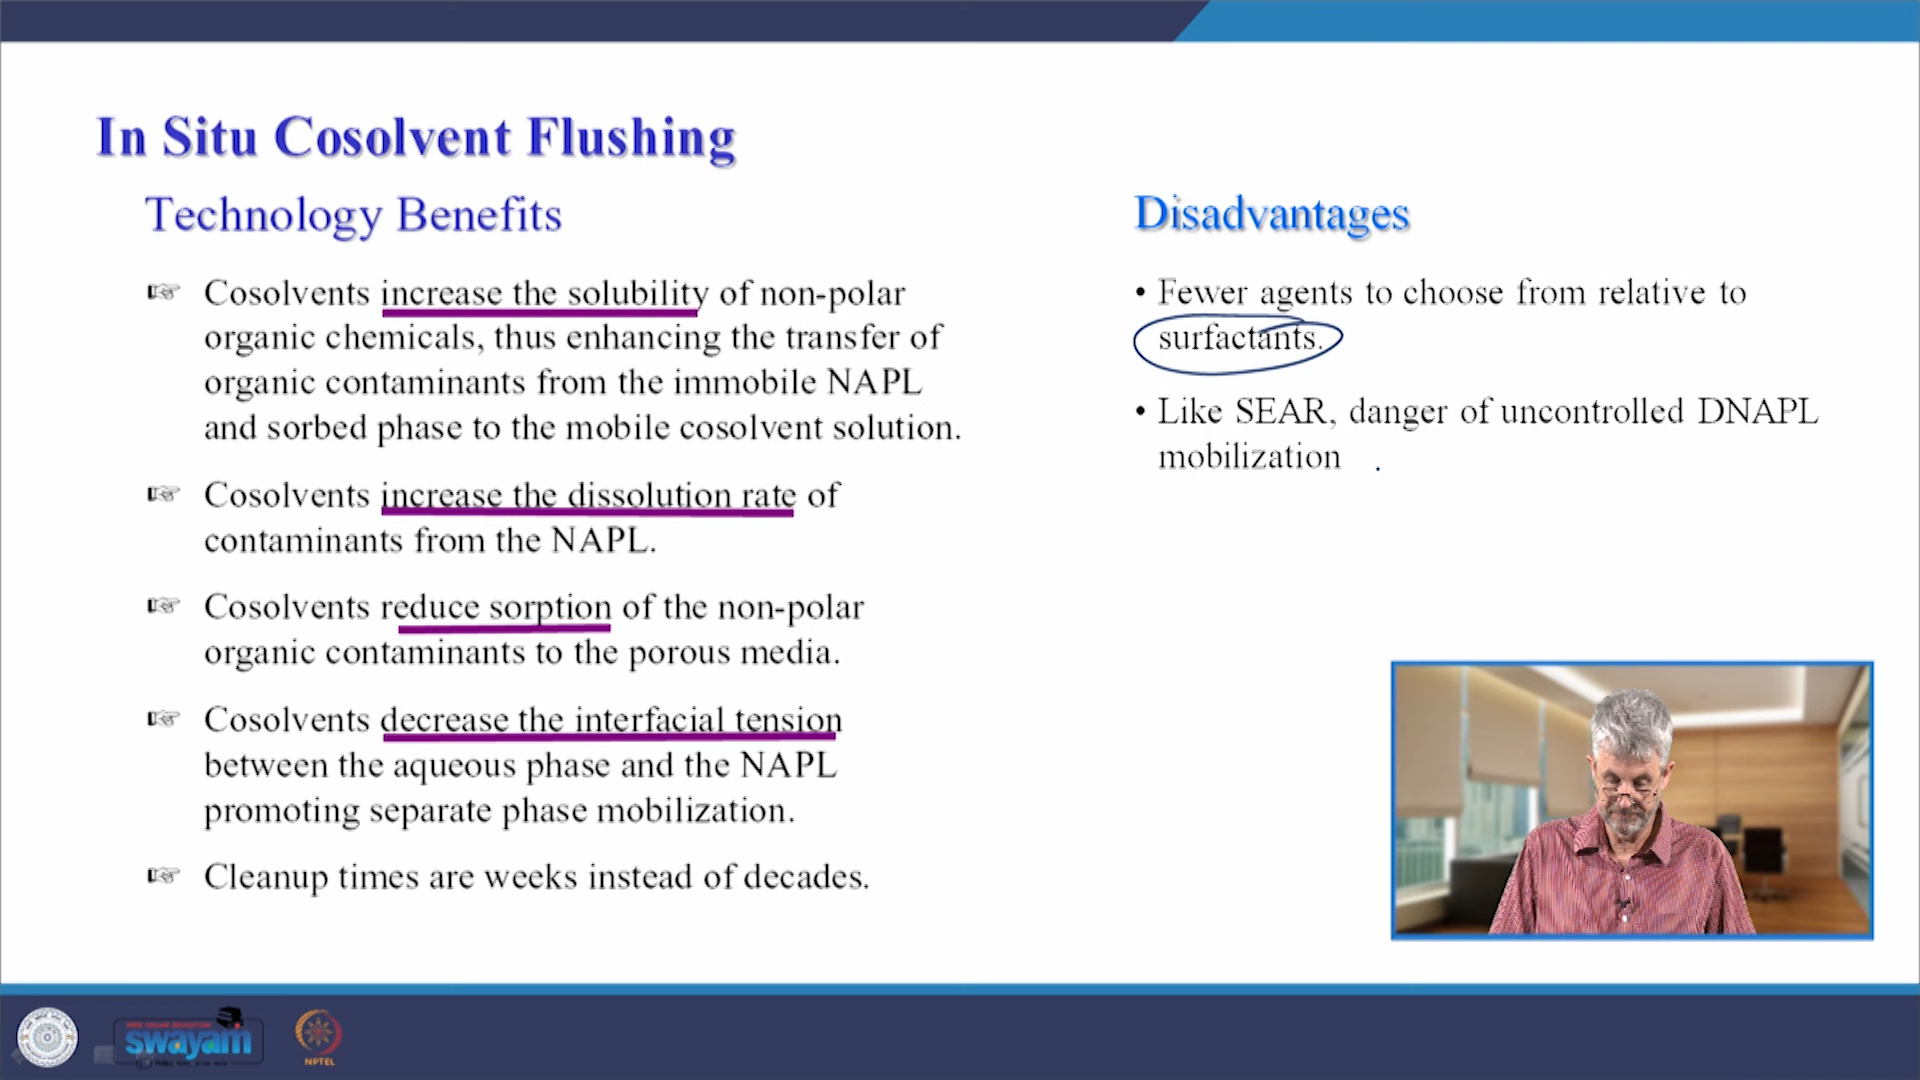 In Situ Cosolvent Flushing
Technology Benefits
☞ Cosolvents increase the solubility of non-polar
organic chemicals, thus enhancing the transfer of
organic contaminants from the immobile NAPL
and sorbed phase to the mobile cosolvent solution.
☞ Cosolvents increase the dissolution rate of
contaminants from the NAPL.
☞ Cosolvents reduce sorption of the non-polar
organic contaminants to the porous media.
☞ Cosolvents decrease the interfacial tension
between the aqueous phase and the NAPL
promoting separate phase mobilization.
☞ Cleanup times are weeks instead of decades.
Disadvantages
• Fewer agents to choose from relative to
surfactants.
• Like SEAR, danger of uncontrolled DNAPL
mobilization
FREE ONLINE EDUCATION
swayam
NPTEL